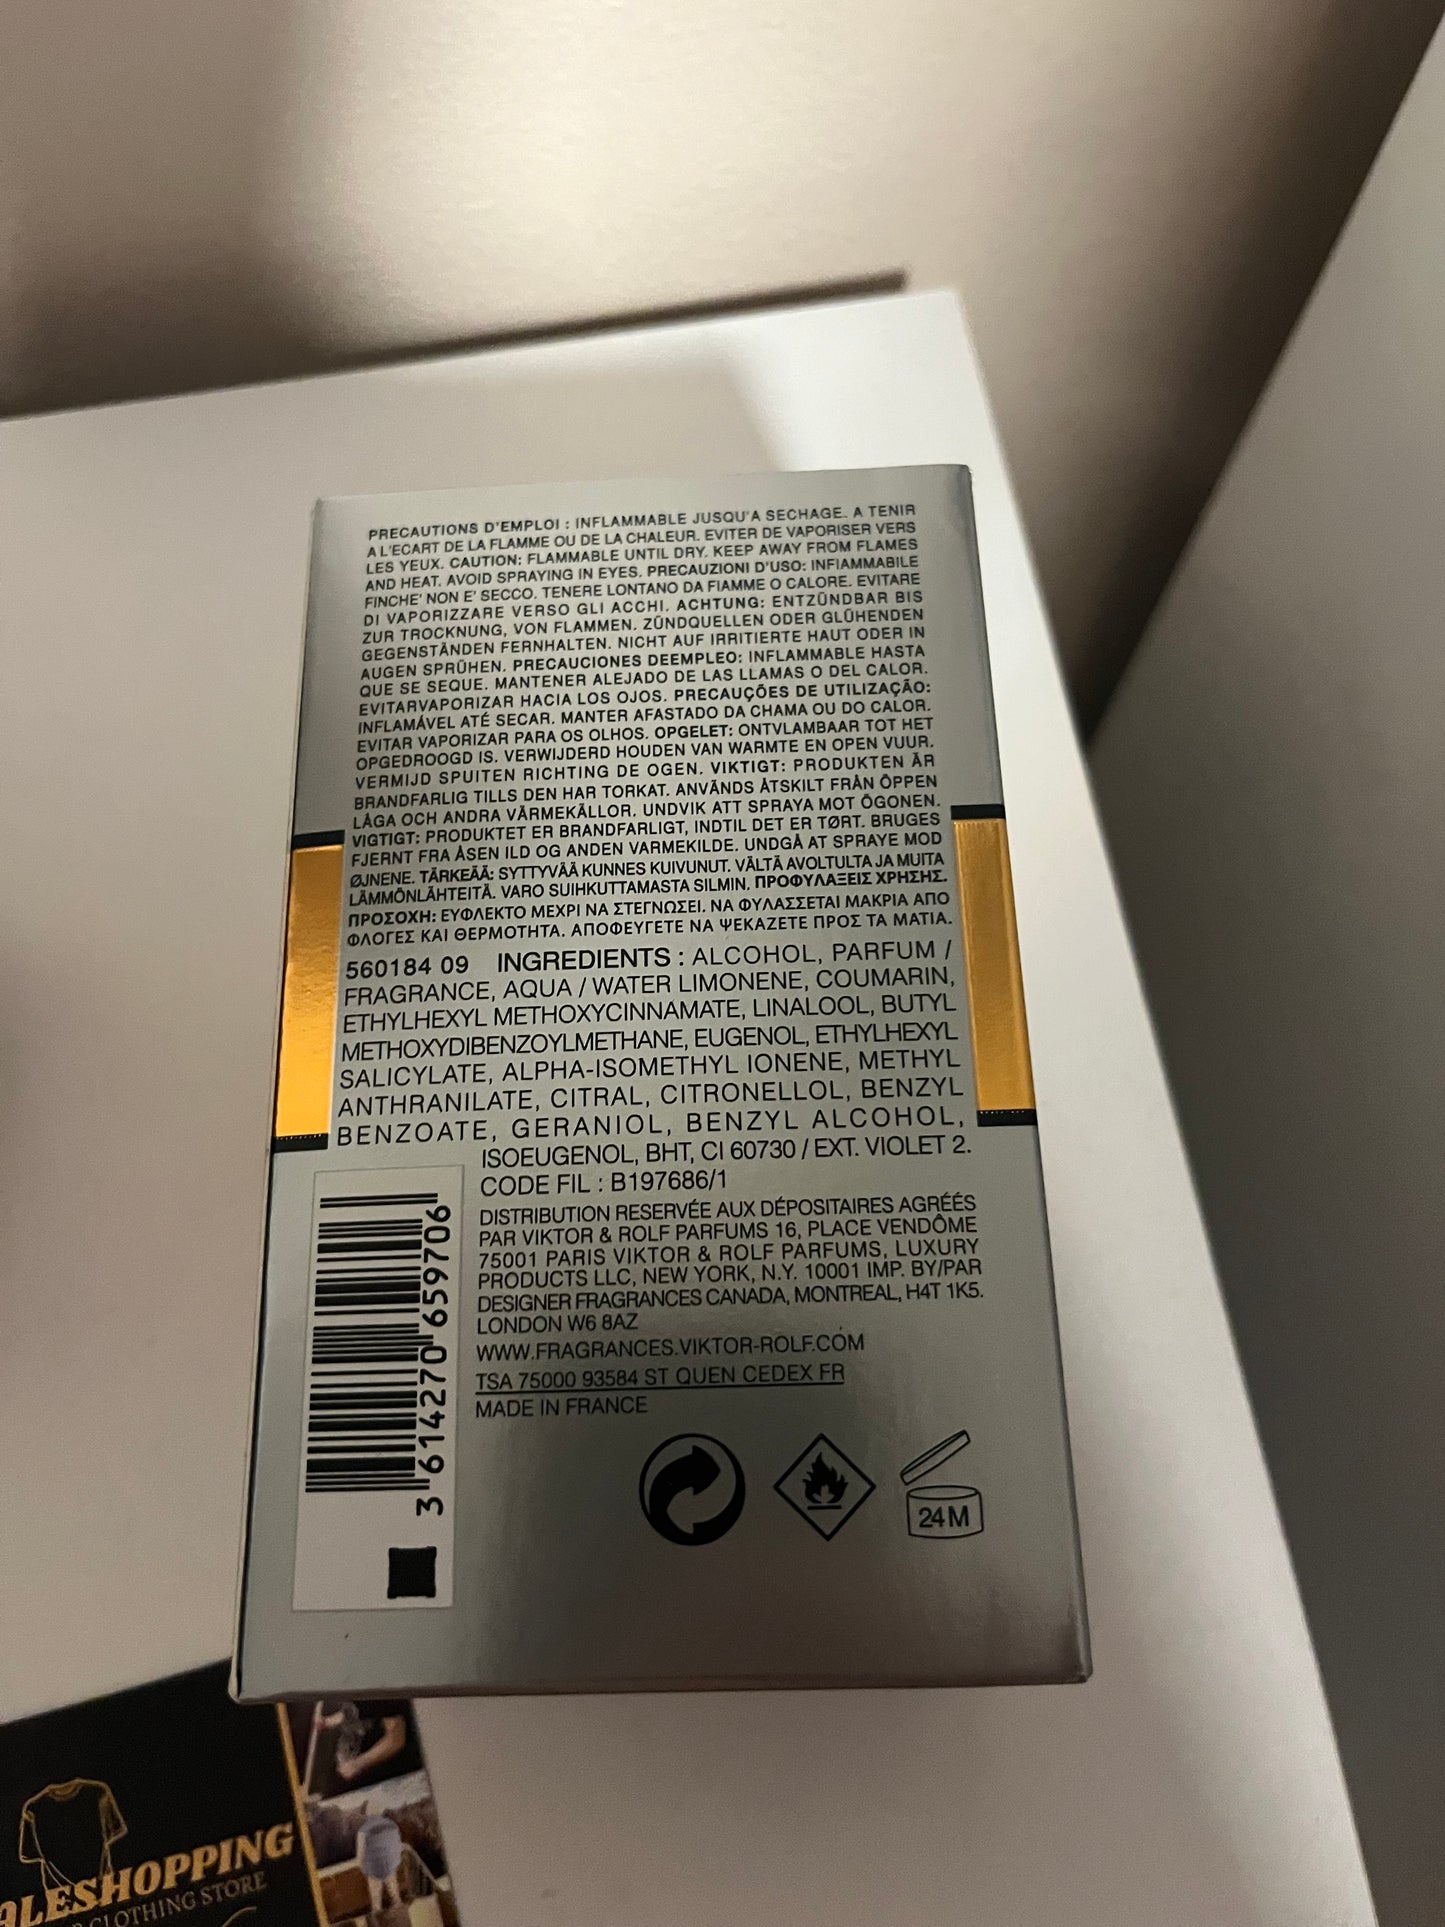 PRECAUTIONS D'EMPLOI : INFLAMMABLE JUSQU'A SECHAGE. A TENIR
A L'ECART DE LA FLAMME OU DE LA CHALEUR. EVITER DE VAPORISER VERS
LES YEUX. CAUTION: FLAMMABLE UNTIL DRY. KEEP AWAY FROM FLAMES
AND HEAT. AVOID SPRAYING IN EYES. PRECAUZIONI D'USO: INFIAMMABILE
FINCHE' NON E' SECCO. TENERE LONTANO DA FIAMME O CALORE. EVITARE
DI VAPORIZZARE VERSO GLI ACCHI. ACHTUNG: ENTZÜNDBAR BIS
ZUR TROCKNUNG, VON FLAMMEN. ZÜNDQUELLEN ODER GLÜHENDEN
GEGENSTÄNDEN FERNHALTEN. NICHT AUF IRRITIERTE HAUT ODER IN
AUGEN SPRÜHEN. PRECAUCIONES DEEMPLEO: INFLAMMABLE HASTA
QUE SE SEQUE. MANTENER ALEJADO DE LAS LLAMAS O DEL CALOR.
EVITARVAPORIZAR HACIA LOS OJOS. PRECAUÇÕES DE UTILIZAÇÃO:
INFLAMÁVEL ATÉ SECAR. MANTER AFASTADO DA CHAMA OU DO CALOR.
EVITAR VAPORIZAR PARA OS OLHOS. OPGELET: ONTVLAMBAAR TOT HET
OPGEDROOGD IS. VERWIJDERD HOUDEN VAN WARMTE EN OPEN VUUR.
VERMIJD SPUITEN RICHTING DE OGEN. VIKTIGT: PRODUKTEN ÄR
BRANDFARLIG TILLS DEN HAR TORKAT. ANVÄNDS ÅTSKILT FRÅN ÖPPEN
LÅGA OCH ANDRA VÄRMEKÄLLOR. UNDVIK ATT SPRAYA MOT ÖGONEN.
VIGTIGT: PRODUKTET ER BRANDFARLIGT, INDTIL DET ER TØRT. BRUGES
FJERNT FRA ÅSEN ILD OG ANDEN VARMEKILDE. UNDGÅ AT SPRAYE MOD
ØJNENE. TÄRKEÄÄ: SYTTYVÄÄ KUNNES KUIVUNUT. VÄLTÄ AVOLTULTA JA MUITA
LÄMMÖNLÄHTEITÄ. VARO SUIHKUTTAMASTA SILMIN. ΠΡΟΦΥΛΑΞΕΙΣ ΧΡΗΣΗΣ.
ΠΡΟΣΟΧΗ: ΕΥΦΛΕΚΤΟ ΜΕΧΡΙ ΝΑ ΣΤΕΓΝΩΣΕΙ. ΝΑ ΦΥΛΑΣΣΕΤΑΙ ΜΑΚΡΙΑ ΑΠΟ
ΦΛΟΓΕΣ ΚΑΙ ΘΕΡΜΟΤΗΤΑ. ΑΠΟΦΕΥΓΕΤΕ ΝΑ ΨΕΚΑΖΕΤΕ ΠΡΟΣ ΤΑ ΜΑΤΙΑ.
560184 09 INGREDIENTS : ALCOHOL, PARFUM /
FRAGRANCE, AQUA / WATER LIMONENE, COUMARIN,
ETHYLHEXYL METHOXYCINNAMATE, LINALOOL, BUTYL
METHOXYDIBENZOYLMETHANE, EUGENOL, ETHYLHEXYL
SALICYLATE, ALPHA-ISOMETHYL IONENE, METHYL
ANTHRANILATE, CITRAL, CITRONELLOL, BENZYL
BENZOATE, GERANIOL, BENZYL ALCOHOL,
ISOEUGENOL, BHT, CI 60730 / EXT. VIOLET 2.
CODE FIL : B197686/1
DISTRIBUTION RESERVÉE AUX DÉPOSITAIRES AGRÉÉS
PAR VIKTOR & ROLF PARFUMS 16, PLACE VENDÔME
75001 PARIS VIKTOR & ROLF PARFUMS, LUXURY
PRODUCTS LLC, NEW YORK, N.Y. 10001 IMP. BY/PAR
DESIGNER FRAGRANCES CANADA, MONTREAL, H4T 1K5.
LONDON W6 8AZ
WWW.FRAGRANCES.VIKTOR-ROLF.COM
TSA 75000 93584 ST QUEN CEDEX FR
MADE IN FRANCE
3 614270 659706
24M
ALESHOPPING
CLOTHING STORE